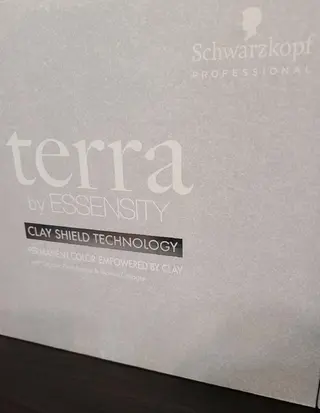 Schwarzkopf
PROFESSIONAL
terra
by ESSENSITY
CLAY SHIELD TECHNOLOGY
PERMANENT COLOR EMPOWERED BY CLAY